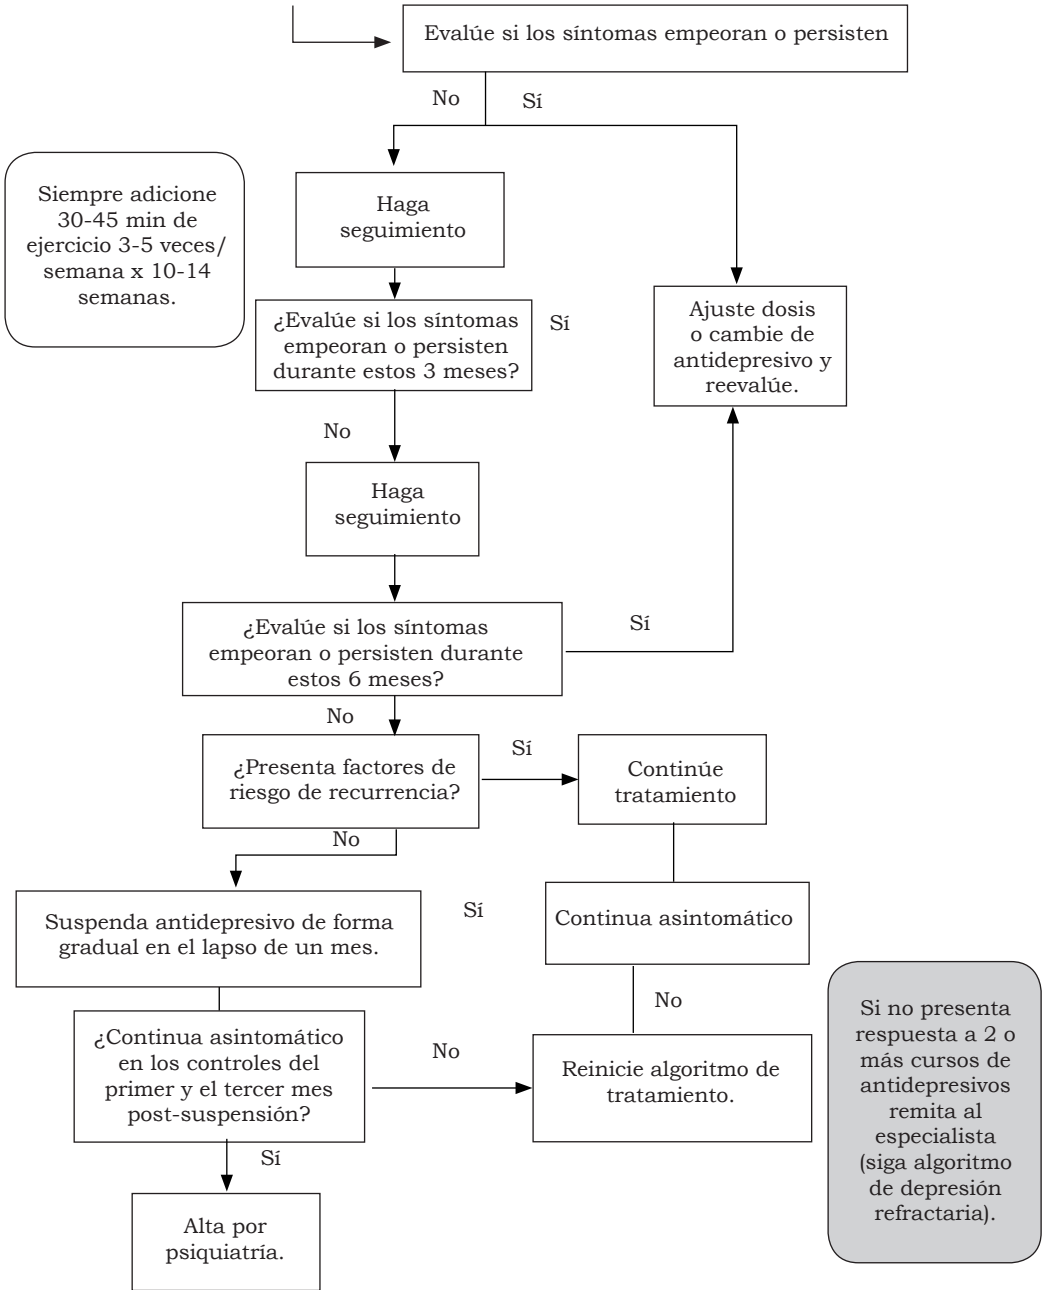 Evalúe si los síntomas empeoran o persisten
No
Sí
Siempre adicione
30-45 min de
ejercicio 3-5 veces/
semana x 10-14
semanas.
Haga
seguimiento
¿Evalúe si los síntomas
empeoran o persisten
durante estos 3 meses?
Sí
Ajuste dosis
o cambie de
antidepresivo y
reevalúe.
No
Haga
seguimiento
¿Evalúe si los síntomas
empeoran o persisten durante
estos 6 meses?
Sí
No
¿Presenta factores de
riesgo de recurrencia?
Sí
Continúe
tratamiento
No
Suspenda antidepresivo de forma
gradual en el lapso de un mes.
Sí
Continua asintomático
¿Continua asintomático
en los controles del
primer y el tercer mes
post-suspensión?
No
No
Reinicie algoritmo de
tratamiento.
Si no presenta
respuesta a 2 o
más cursos de
antidepresivos
remita al
especialista
(siga algoritmo
de depresión
refractaria).
Sí
Alta por
psiquiatría.